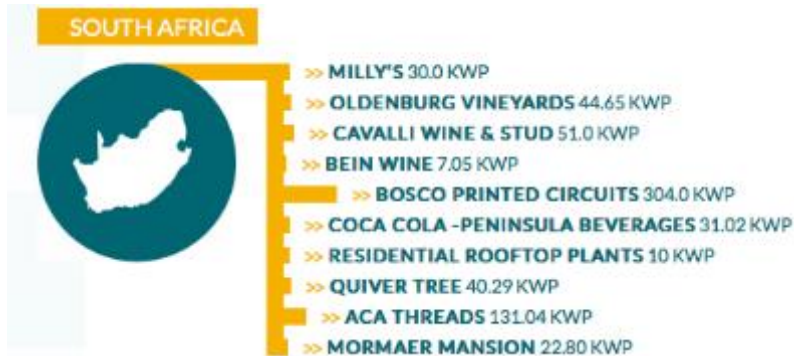 SOUTH AFRICA
>> MILLY'S 30.0 KWP
>> OLDENBURG VINEYARDS 44.65 KWP
>> CAVALLI WINE & STUD 51.0 KWP
>> BEIN WINE 7.05 KWP
>> BOSCO PRINTED CIRCUITS 304.0 KWP
>> COCA COLA -PENINSULA BEVERAGES 31.02 KWP
>> RESIDENTIAL ROOFTOP PLANTS 10 KWP
>> QUIVER TREE 40.29 KWP
>> ACA THREADS 131.04 KWP
>> MORMAER MANSION 22.80 KWP